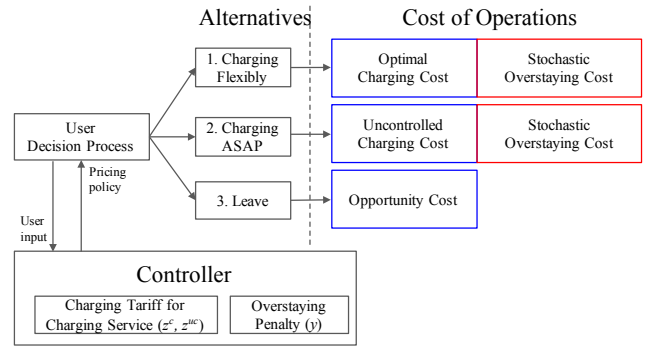 Alternatives
Cost of Operations
1. Charging
Flexibly
Optimal
Charging Cost
Stochastic
Overstaying Cost
User
Decision Process
2. Charging
ASAP
Uncontrolled
Charging Cost
Stochastic
Overstaying Cost
Pricing
policy
3. Leave
Opportunity Cost
User
input
Controller
Charging Tariff for
Charging Service (zᶜ, zᵘᶜ)
Overstaying
Penalty (y)